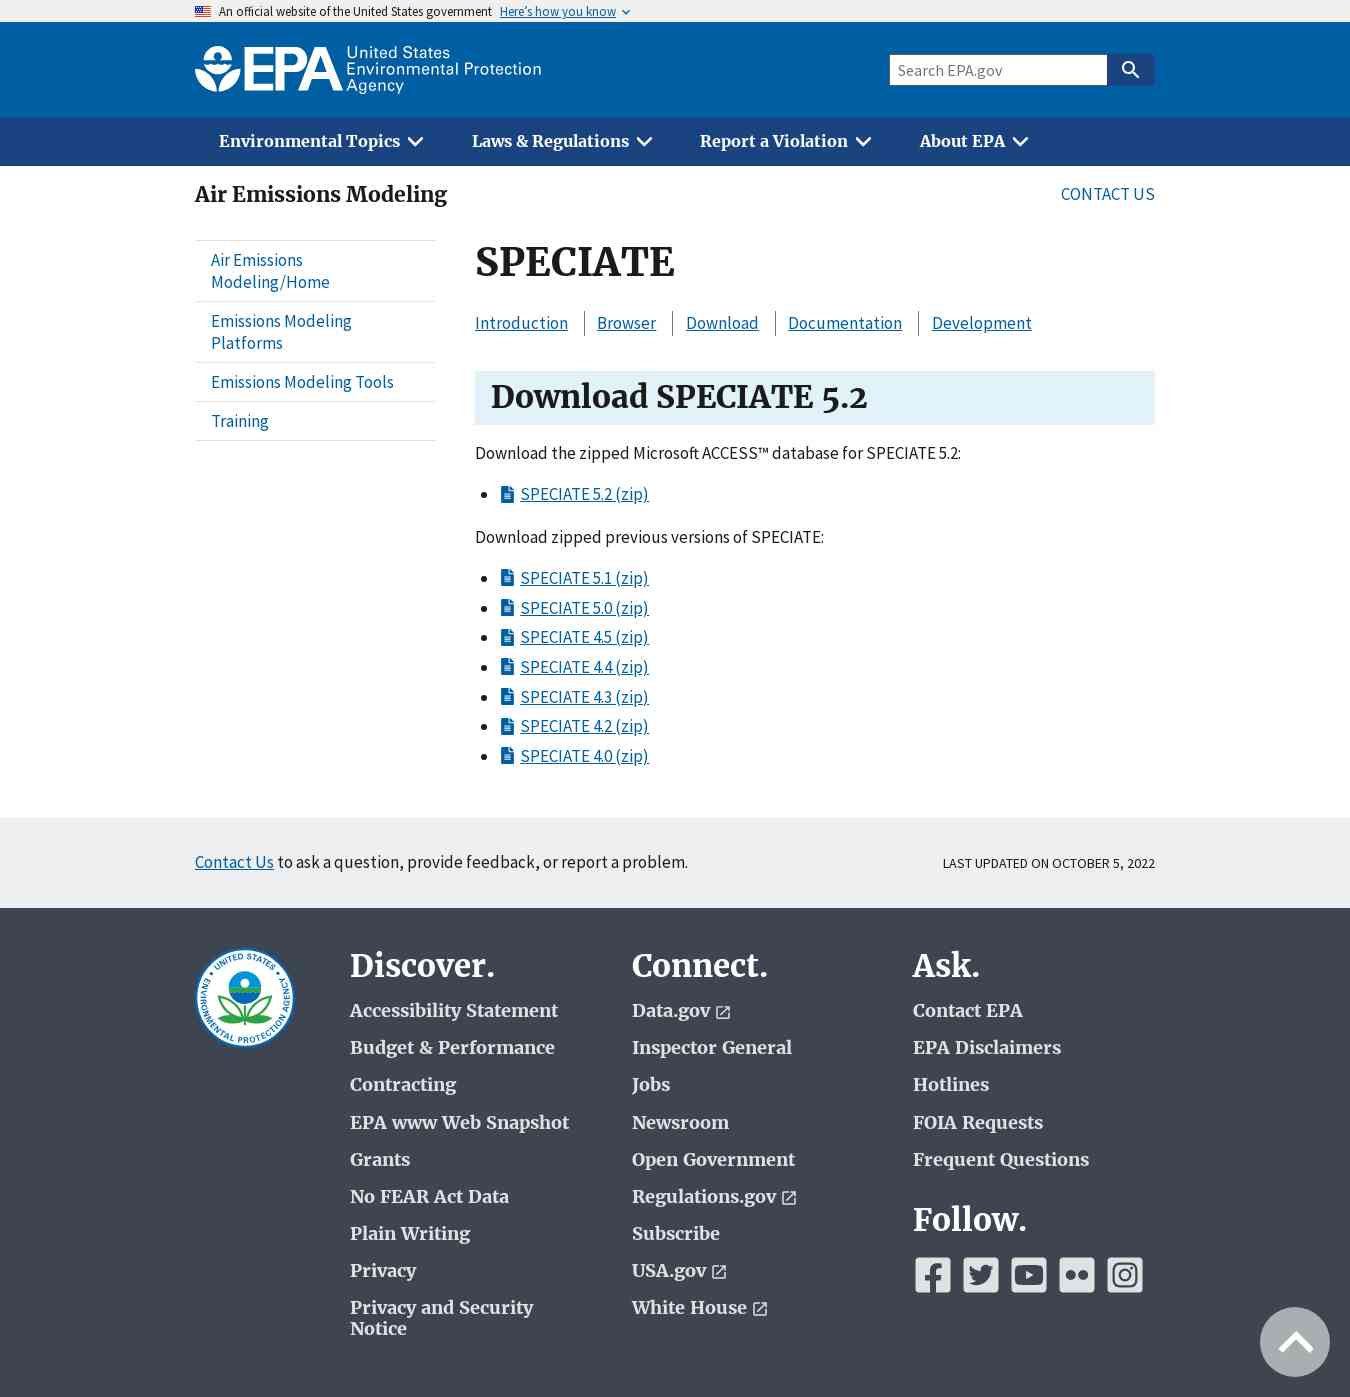 An official website of the United States government Here's how you know
EPA United States
Environmental Protection
Agency
Search EPA.gov
Environmental Topics
Laws & Regulations
Report a Violation
About EPA
Air Emissions Modeling
CONTACT US
Air Emissions
Modeling/Home
Emissions Modeling
Platforms
Emissions Modeling Tools
Training
SPECIATE
Introduction
Browser
Download
Documentation
Development
Download SPECIATE 5.2
Download the zipped Microsoft ACCESS™ database for SPECIATE 5.2:
SPECIATE 5.2 (zip)
Download zipped previous versions of SPECIATE:
SPECIATE 5.1 (zip)
SPECIATE 5.0 (zip)
SPECIATE 4.5 (zip)
SPECIATE 4.4 (zip)
SPECIATE 4.3 (zip)
SPECIATE 4.2 (zip)
SPECIATE 4.0 (zip)
Contact Us to ask a question, provide feedback, or report a problem.
LAST UPDATED ON OCTOBER 5, 2022
UNITED STATES
ENVIRONMENTAL PROTECTION AGENCY
Discover.
Accessibility Statement
Budget & Performance
Contracting
EPA www Web Snapshot
Grants
No FEAR Act Data
Plain Writing
Privacy
Privacy and Security
Notice
Connect.
Data.gov
Inspector General
Jobs
Newsroom
Open Government
Regulations.gov
Subscribe
USA.gov
White House
Ask.
Contact EPA
EPA Disclaimers
Hotlines
FOIA Requests
Frequent Questions
Follow.